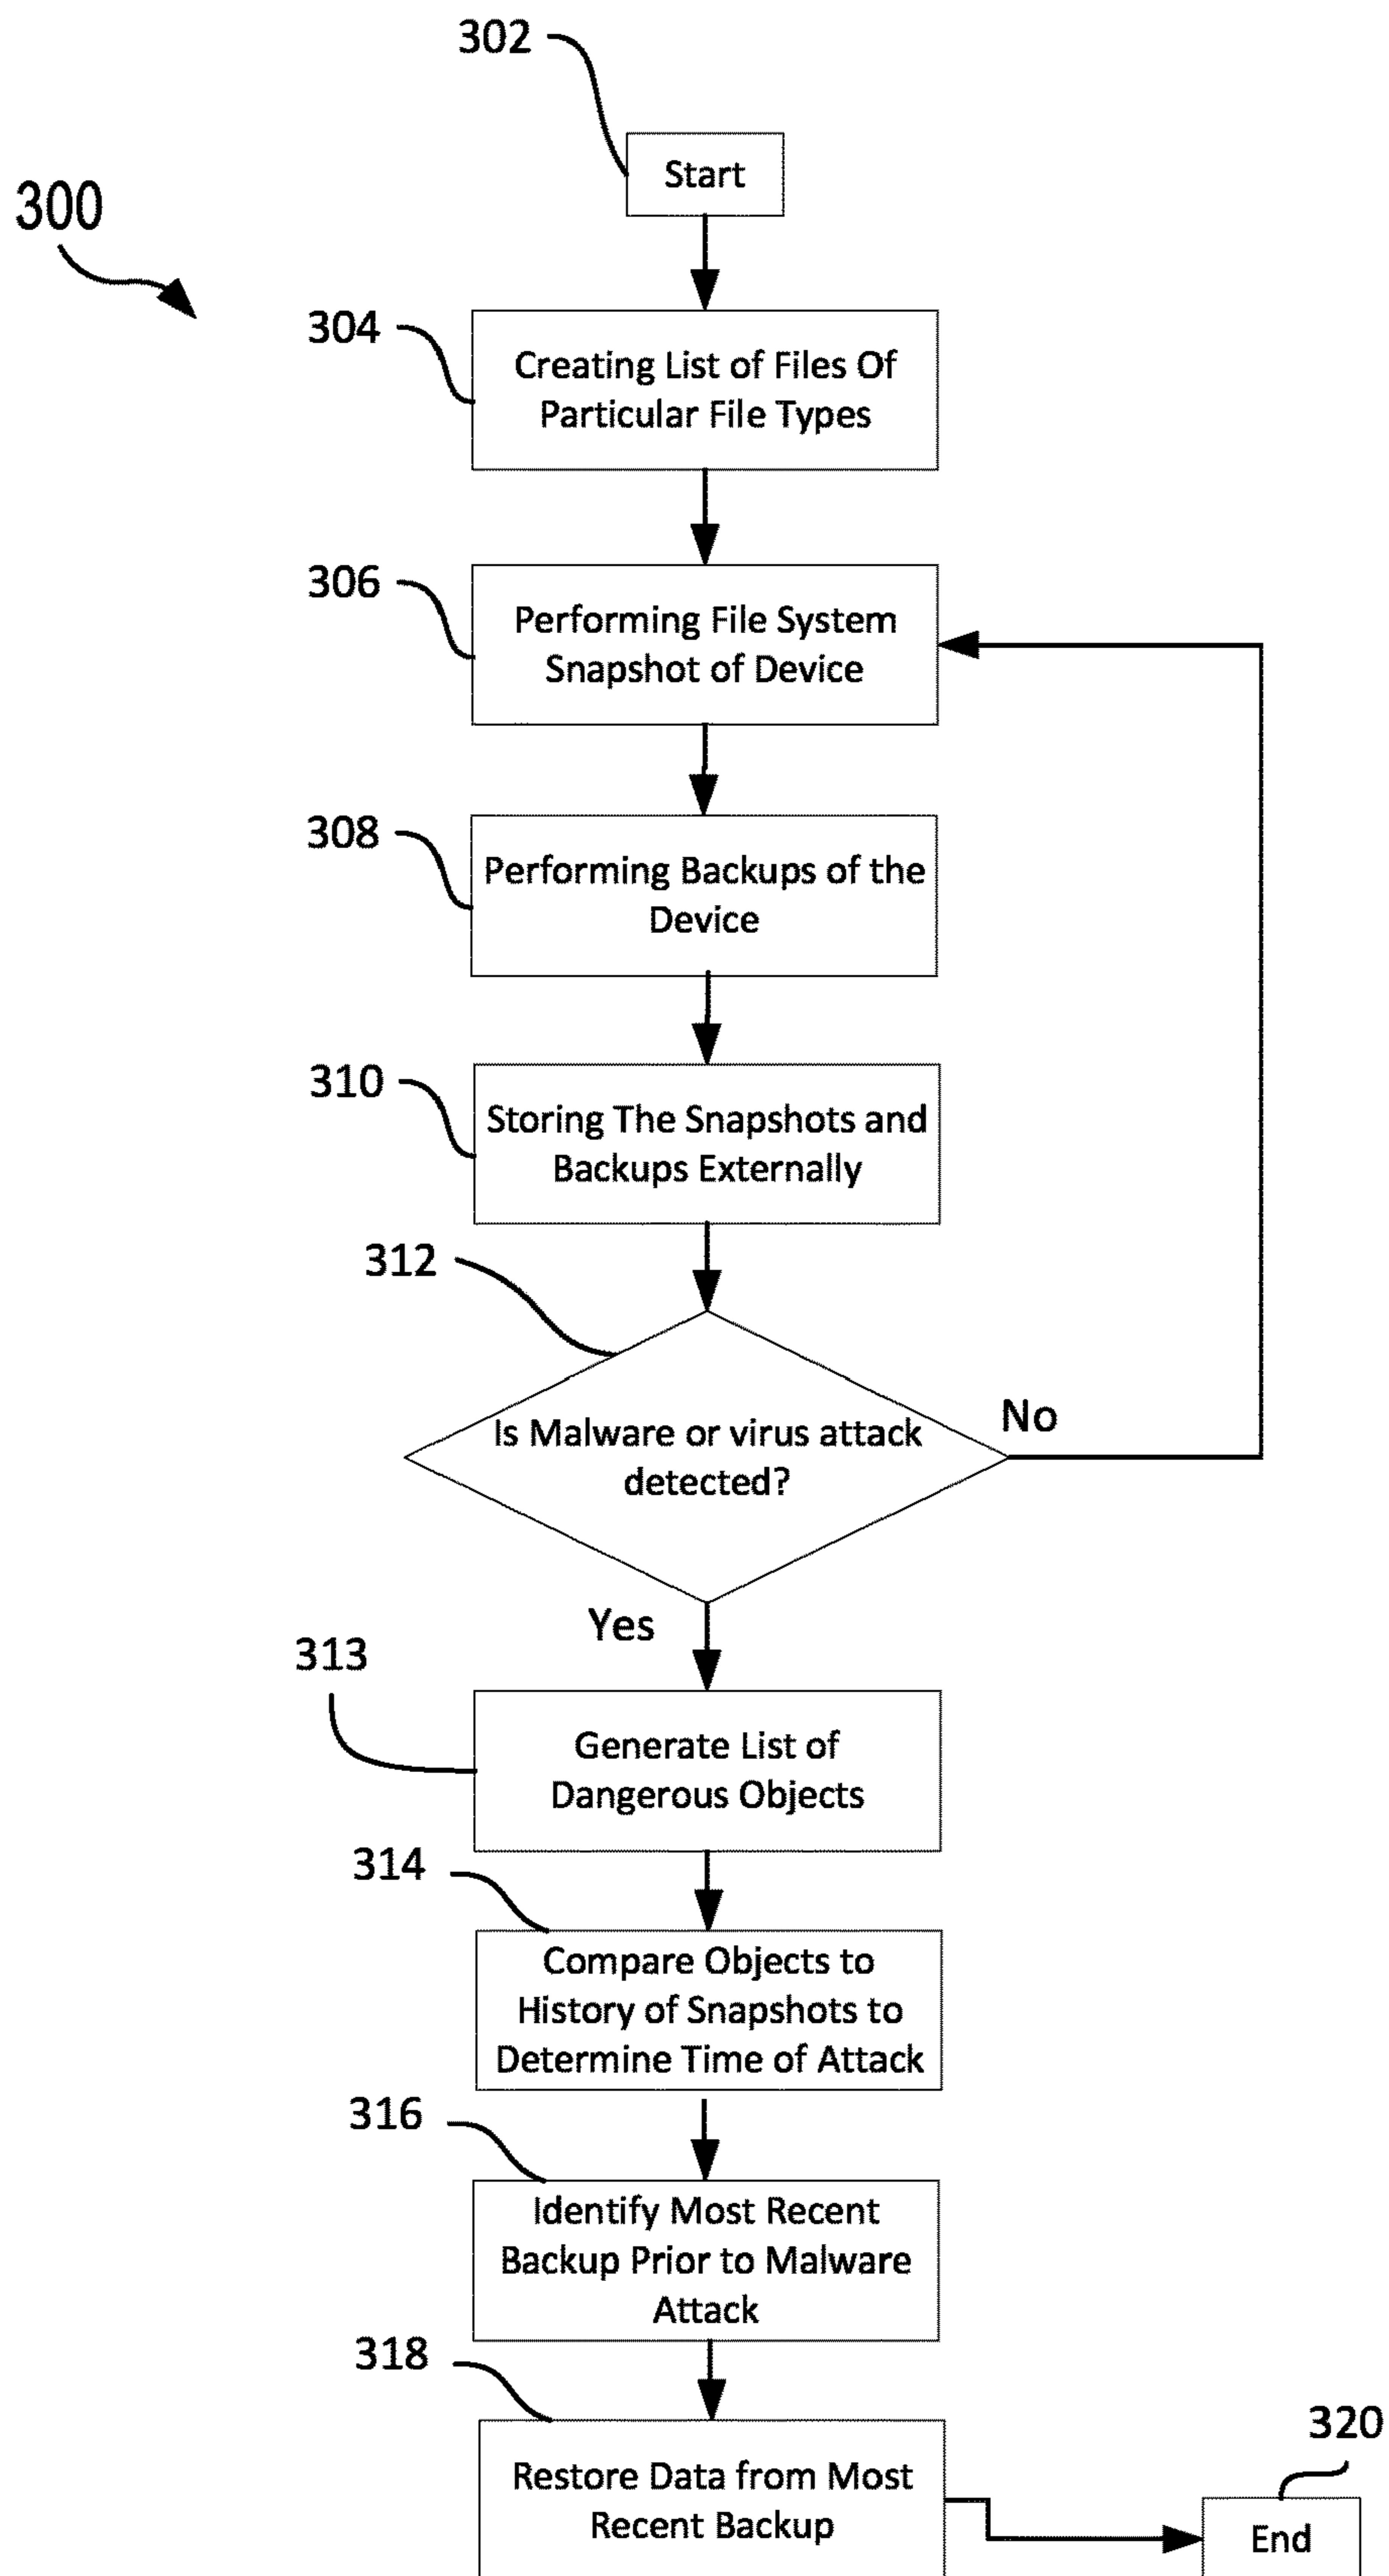 302
Start
300
304
Creating List of Files Of
Particular File Types
306
Performing File System
Snapshot of Device
308
Performing Backups of the
Device
310
Storing The Snapshots and
Backups Externally
312
Is Malware or virus attack
detected?
No
Yes
313
Generate List of
Dangerous Objects
314
Compare Objects to
History of Snapshots to
Determine Time of Attack
316
Identify Most Recent
Backup Prior to Malware
Attack
318
Restore Data from Most
Recent Backup
320
End